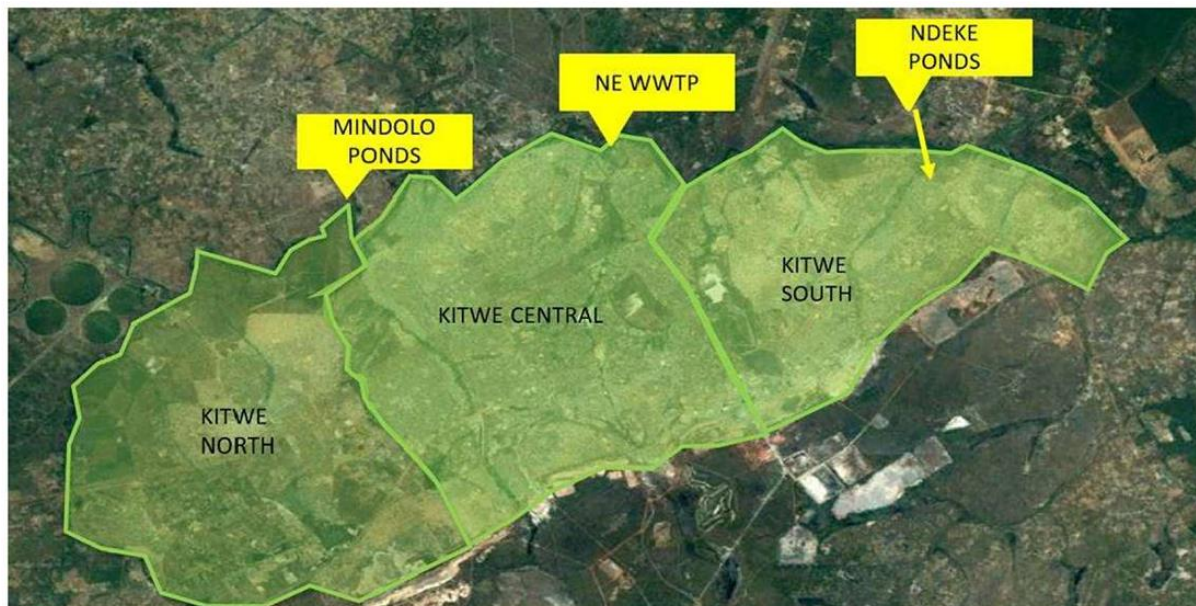 NDEKE
PONDS
NE WWTP
MINDOLO
PONDS
KITWE
SOUTH
KITWE CENTRAL
KITWE
NORTH